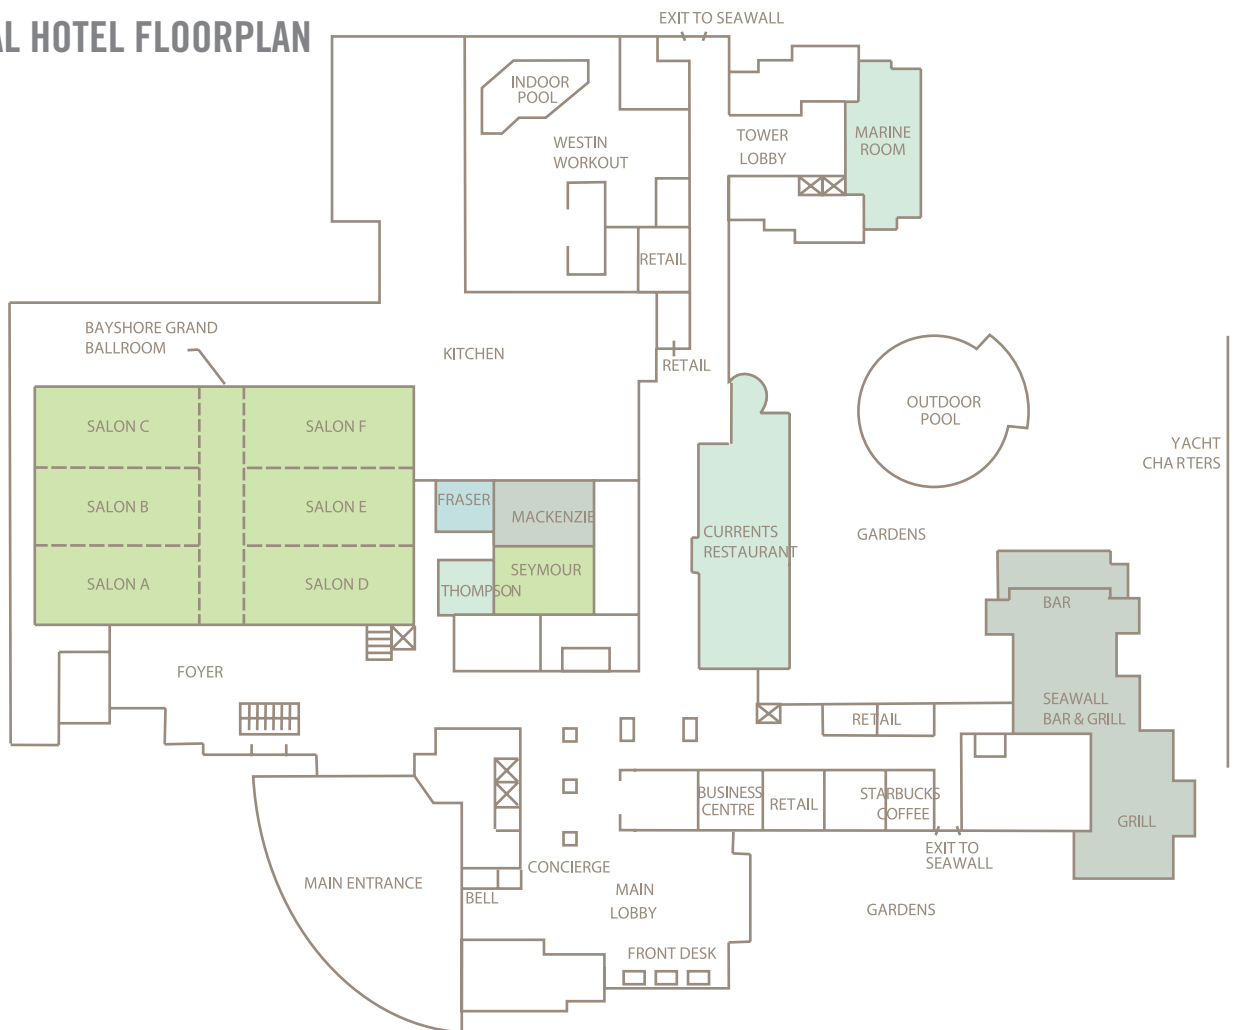 AL HOTEL FLOORPLAN
EXIT TO SEAWALL
INDOOR
POOL
WESTIN
WORKOUT
TOWER
LOBBY
MARINE
ROOM
RETAIL
BAYSHORE GRAND
BALLROOM
KITCHEN
RETAIL
OUTDOOR
POOL
YACHT
CHARTERS
SALON C
SALON F
SALON B
SALON E
SALON A
SALON D
FRASER
MACKENZIE
THOMPSON
SEYMOUR
CURRENTS
RESTAURANT
GARDENS
BAR
FOYER
SEAWALL
BAR & GRILL
RETAIL
BUSINESS
CENTRE
RETAIL
STARBUCKS
COFFEE
GRILL
EXIT TO
SEAWALL
CONCIERGE
MAIN ENTRANCE
BELL
MAIN
LOBBY
GARDENS
FRONT DESK